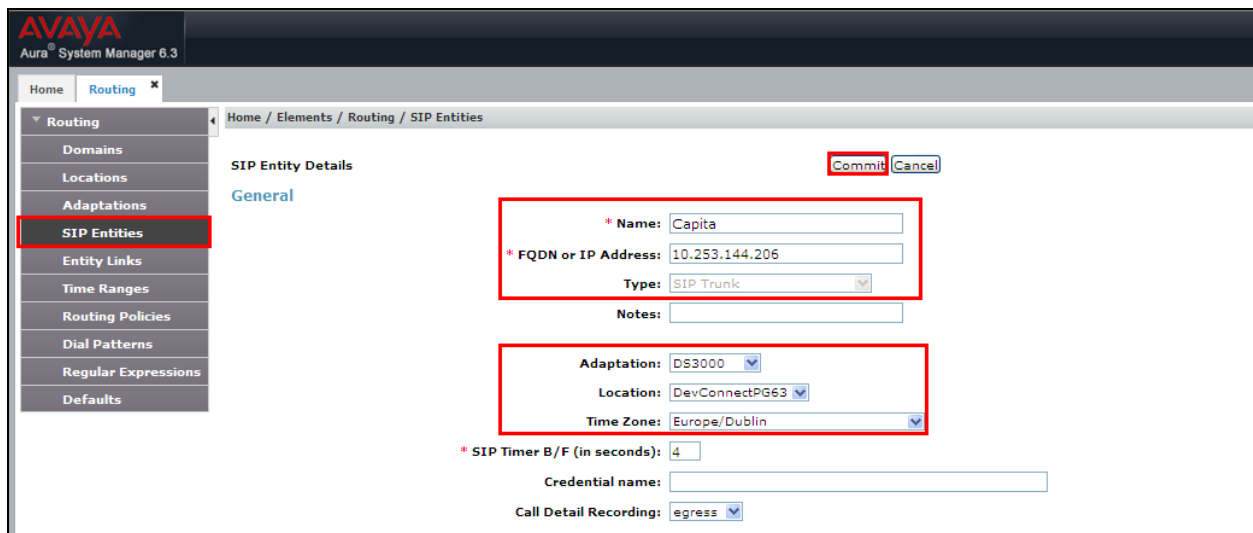 AVAYA
Aura® System Manager 6.3
Home
Routing ×
Routing
Home / Elements / Routing / SIP Entities
Domains
Locations
Adaptations
SIP Entities
Entity Links
Time Ranges
Routing Policies
Dial Patterns
Regular Expressions
Defaults
SIP Entity Details
Commit Cancel
General
* Name: Capita
* FQDN or IP Address: 10.253.144.206
Type: SIP Trunk
Notes:
Adaptation: DS3000
Location: DevConnectPG63
Time Zone: Europe/Dublin
* SIP Timer B/F (in seconds): 4
Credential name:
Call Detail Recording: egress